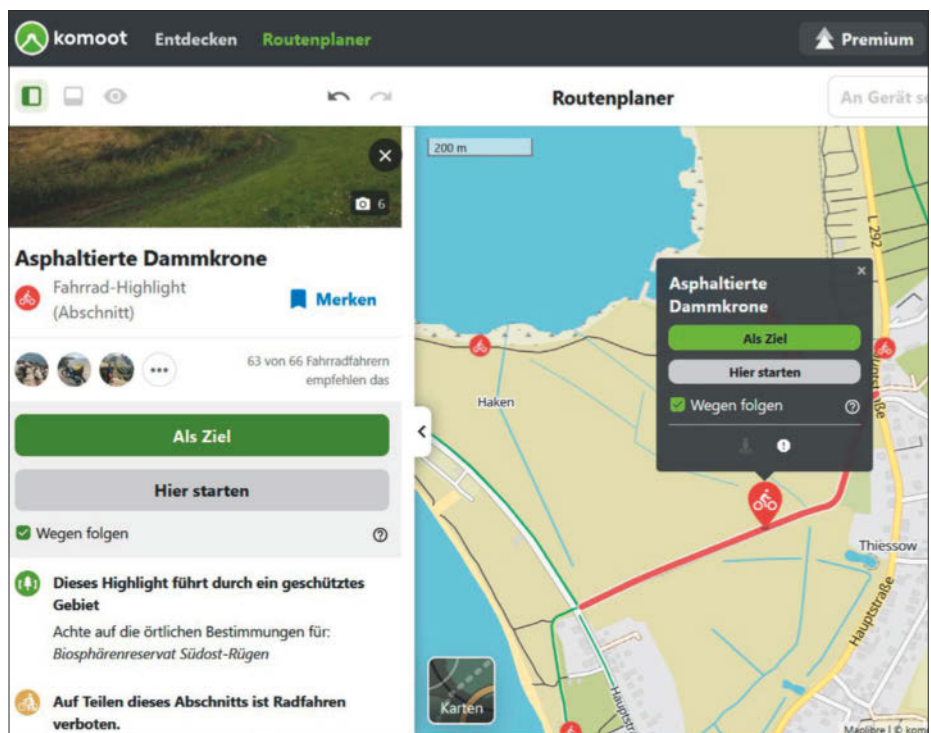 komoot Entdecken Routenplaner Premium
Routenplaner An Gerät se
200 m
6
Asphaltierte Dammkrone
Fahrrad-Highlight
(Abschnitt)
Merken
63 von 66 Fahrradfahrern
empfehlen das
Als Ziel
Hier starten
Wegen folgen
Dieses Highlight führt durch ein geschütztes
Gebiet
Achte auf die örtlichen Bestimmungen für:
Biosphärenreservat Südost-Rügen
Auf Teilen dieses Abschnitts ist Radfahren
verboten.
L 292
Asphaltierte
Dammkrone
Als Ziel
Hier starten
Wegen folgen
Haken
Thiessow
Hauptstraße
Karten
Maplibre | © kom